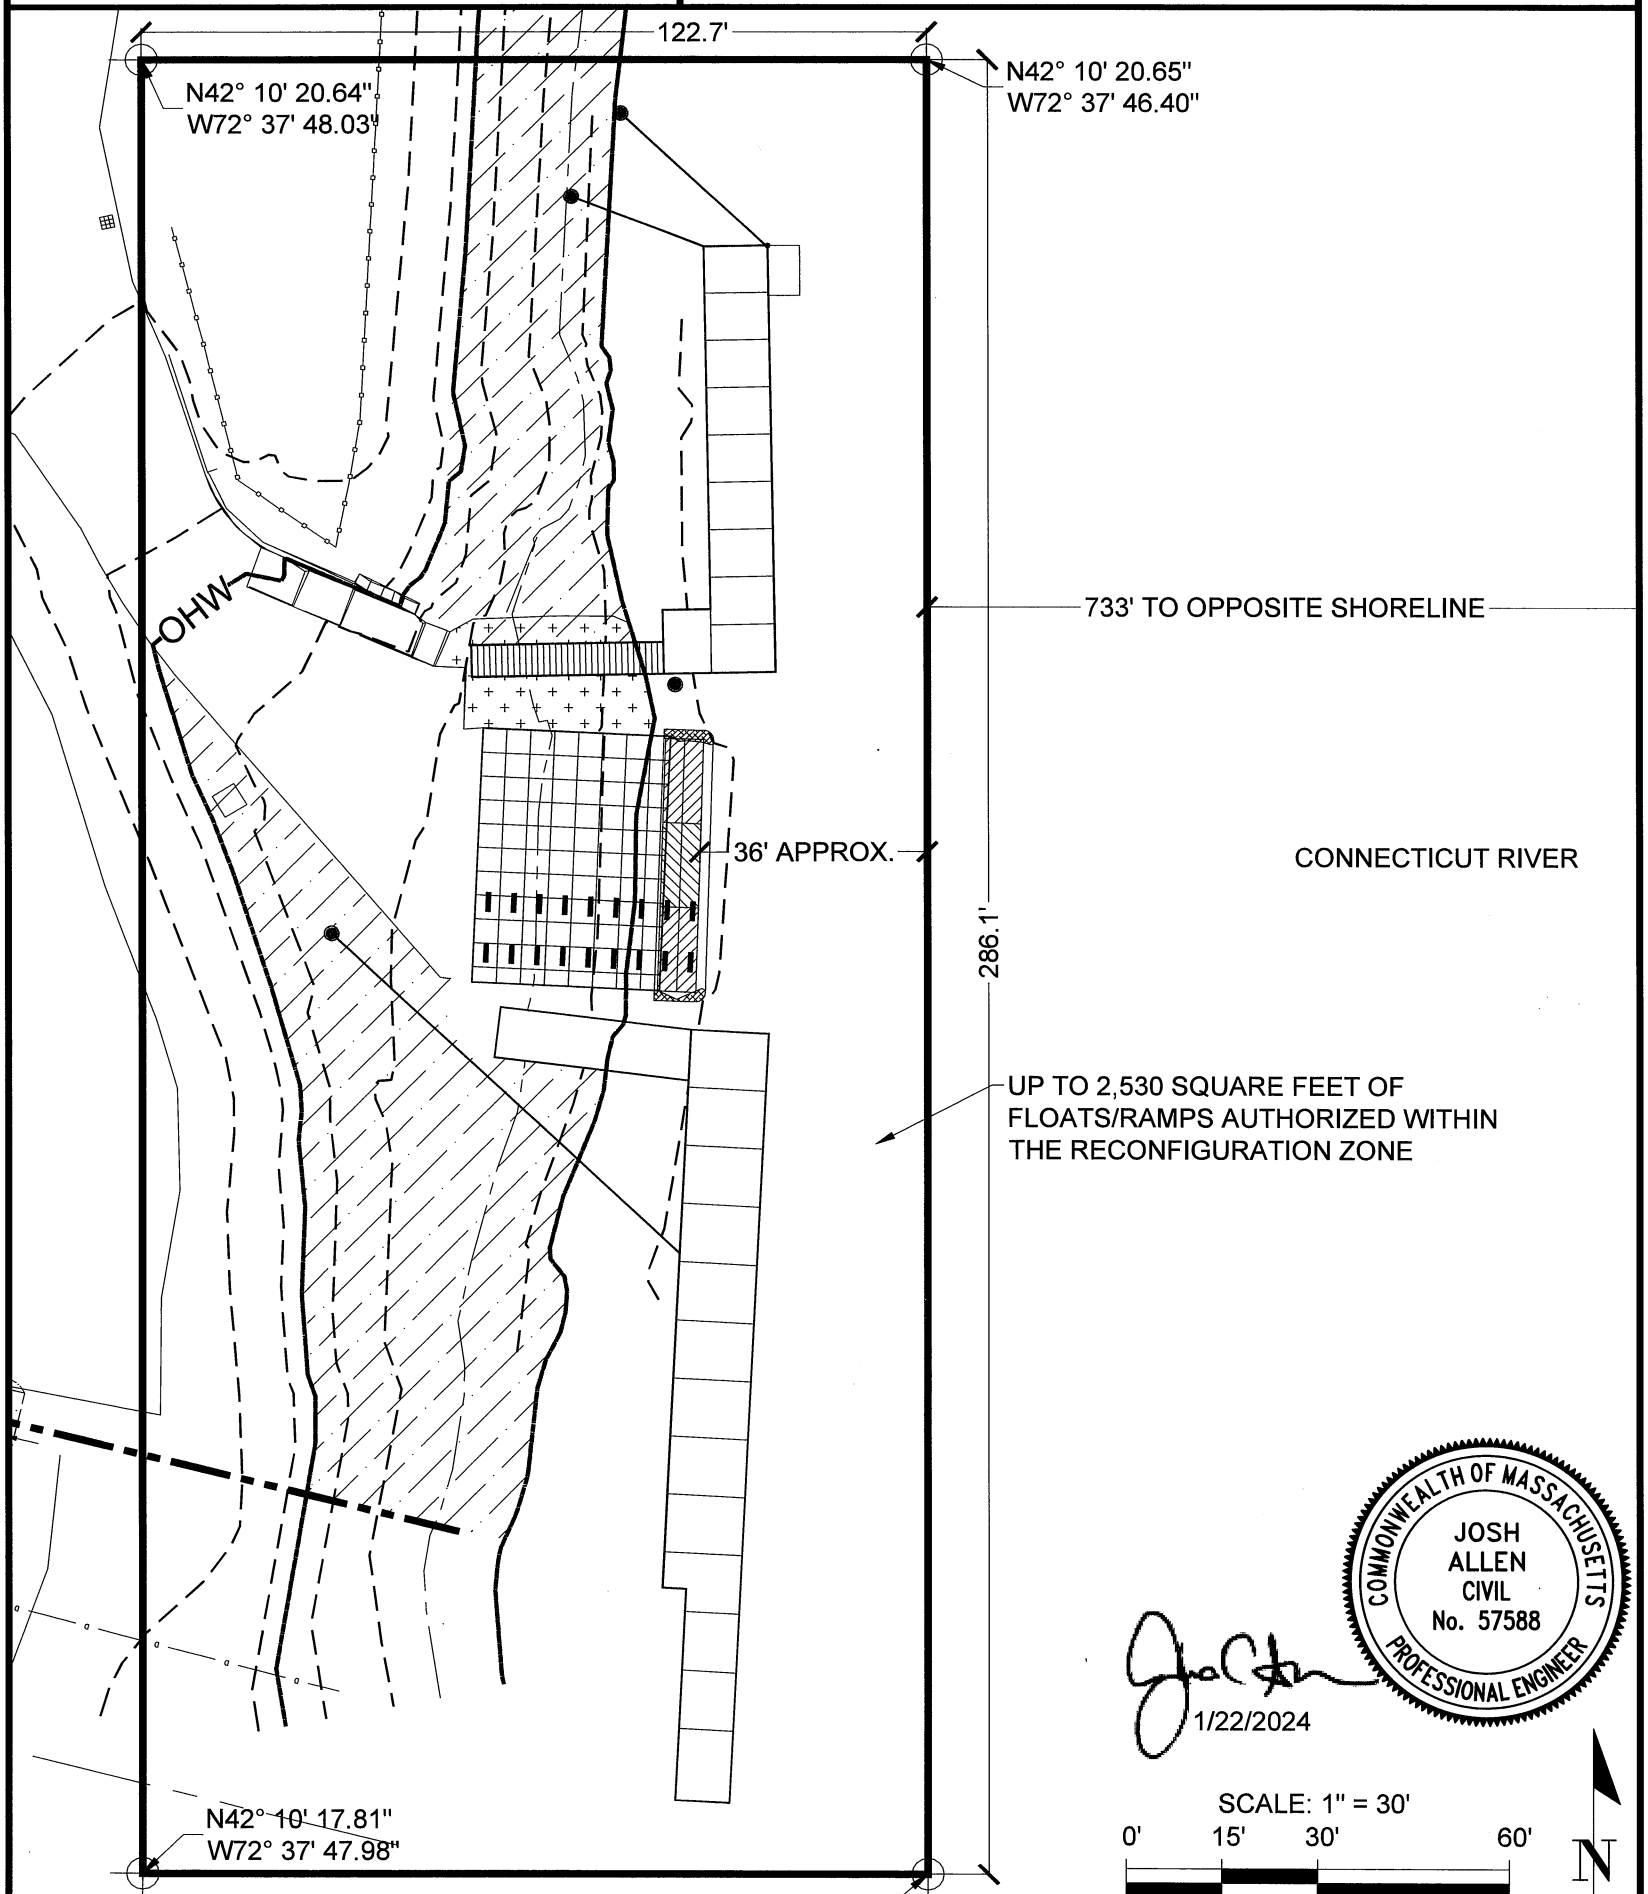 122.7'
N42° 10' 20.64"
W72° 37' 48.03"
N42° 10' 20.65"
W72° 37' 46.40"
OHW
733' TO OPPOSITE SHORELINE
36' APPROX.
CONNECTICUT RIVER
286.1'
UP TO 2,530 SQUARE FEET OF
FLOATS/RAMPS AUTHORIZED WITHIN
THE RECONFIGURATION ZONE
COMMONWEALTH OF MASSACHUSETTS
JOSH
ALLEN
CIVIL
No. 57588
PROFESSIONAL ENGINEER
1/22/2024
N42° 10' 17.81"
W72° 37' 47.98"
SCALE: 1" = 30'
0' 15' 30' 60'
N